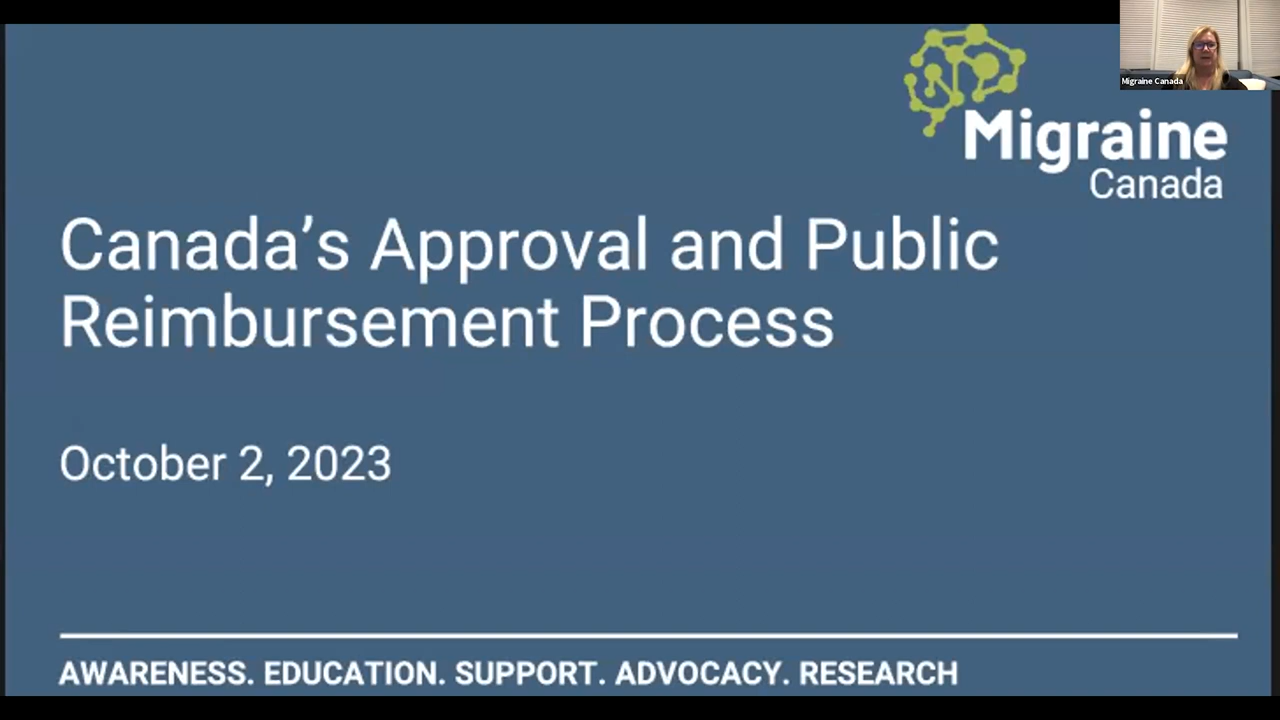 Migraine Canada
Migraine
Canada
Canada's Approval and Public
Reimbursement Process
October 2, 2023
AWARENESS. EDUCATION. SUPPORT. ADVOCACY. RESEARCH